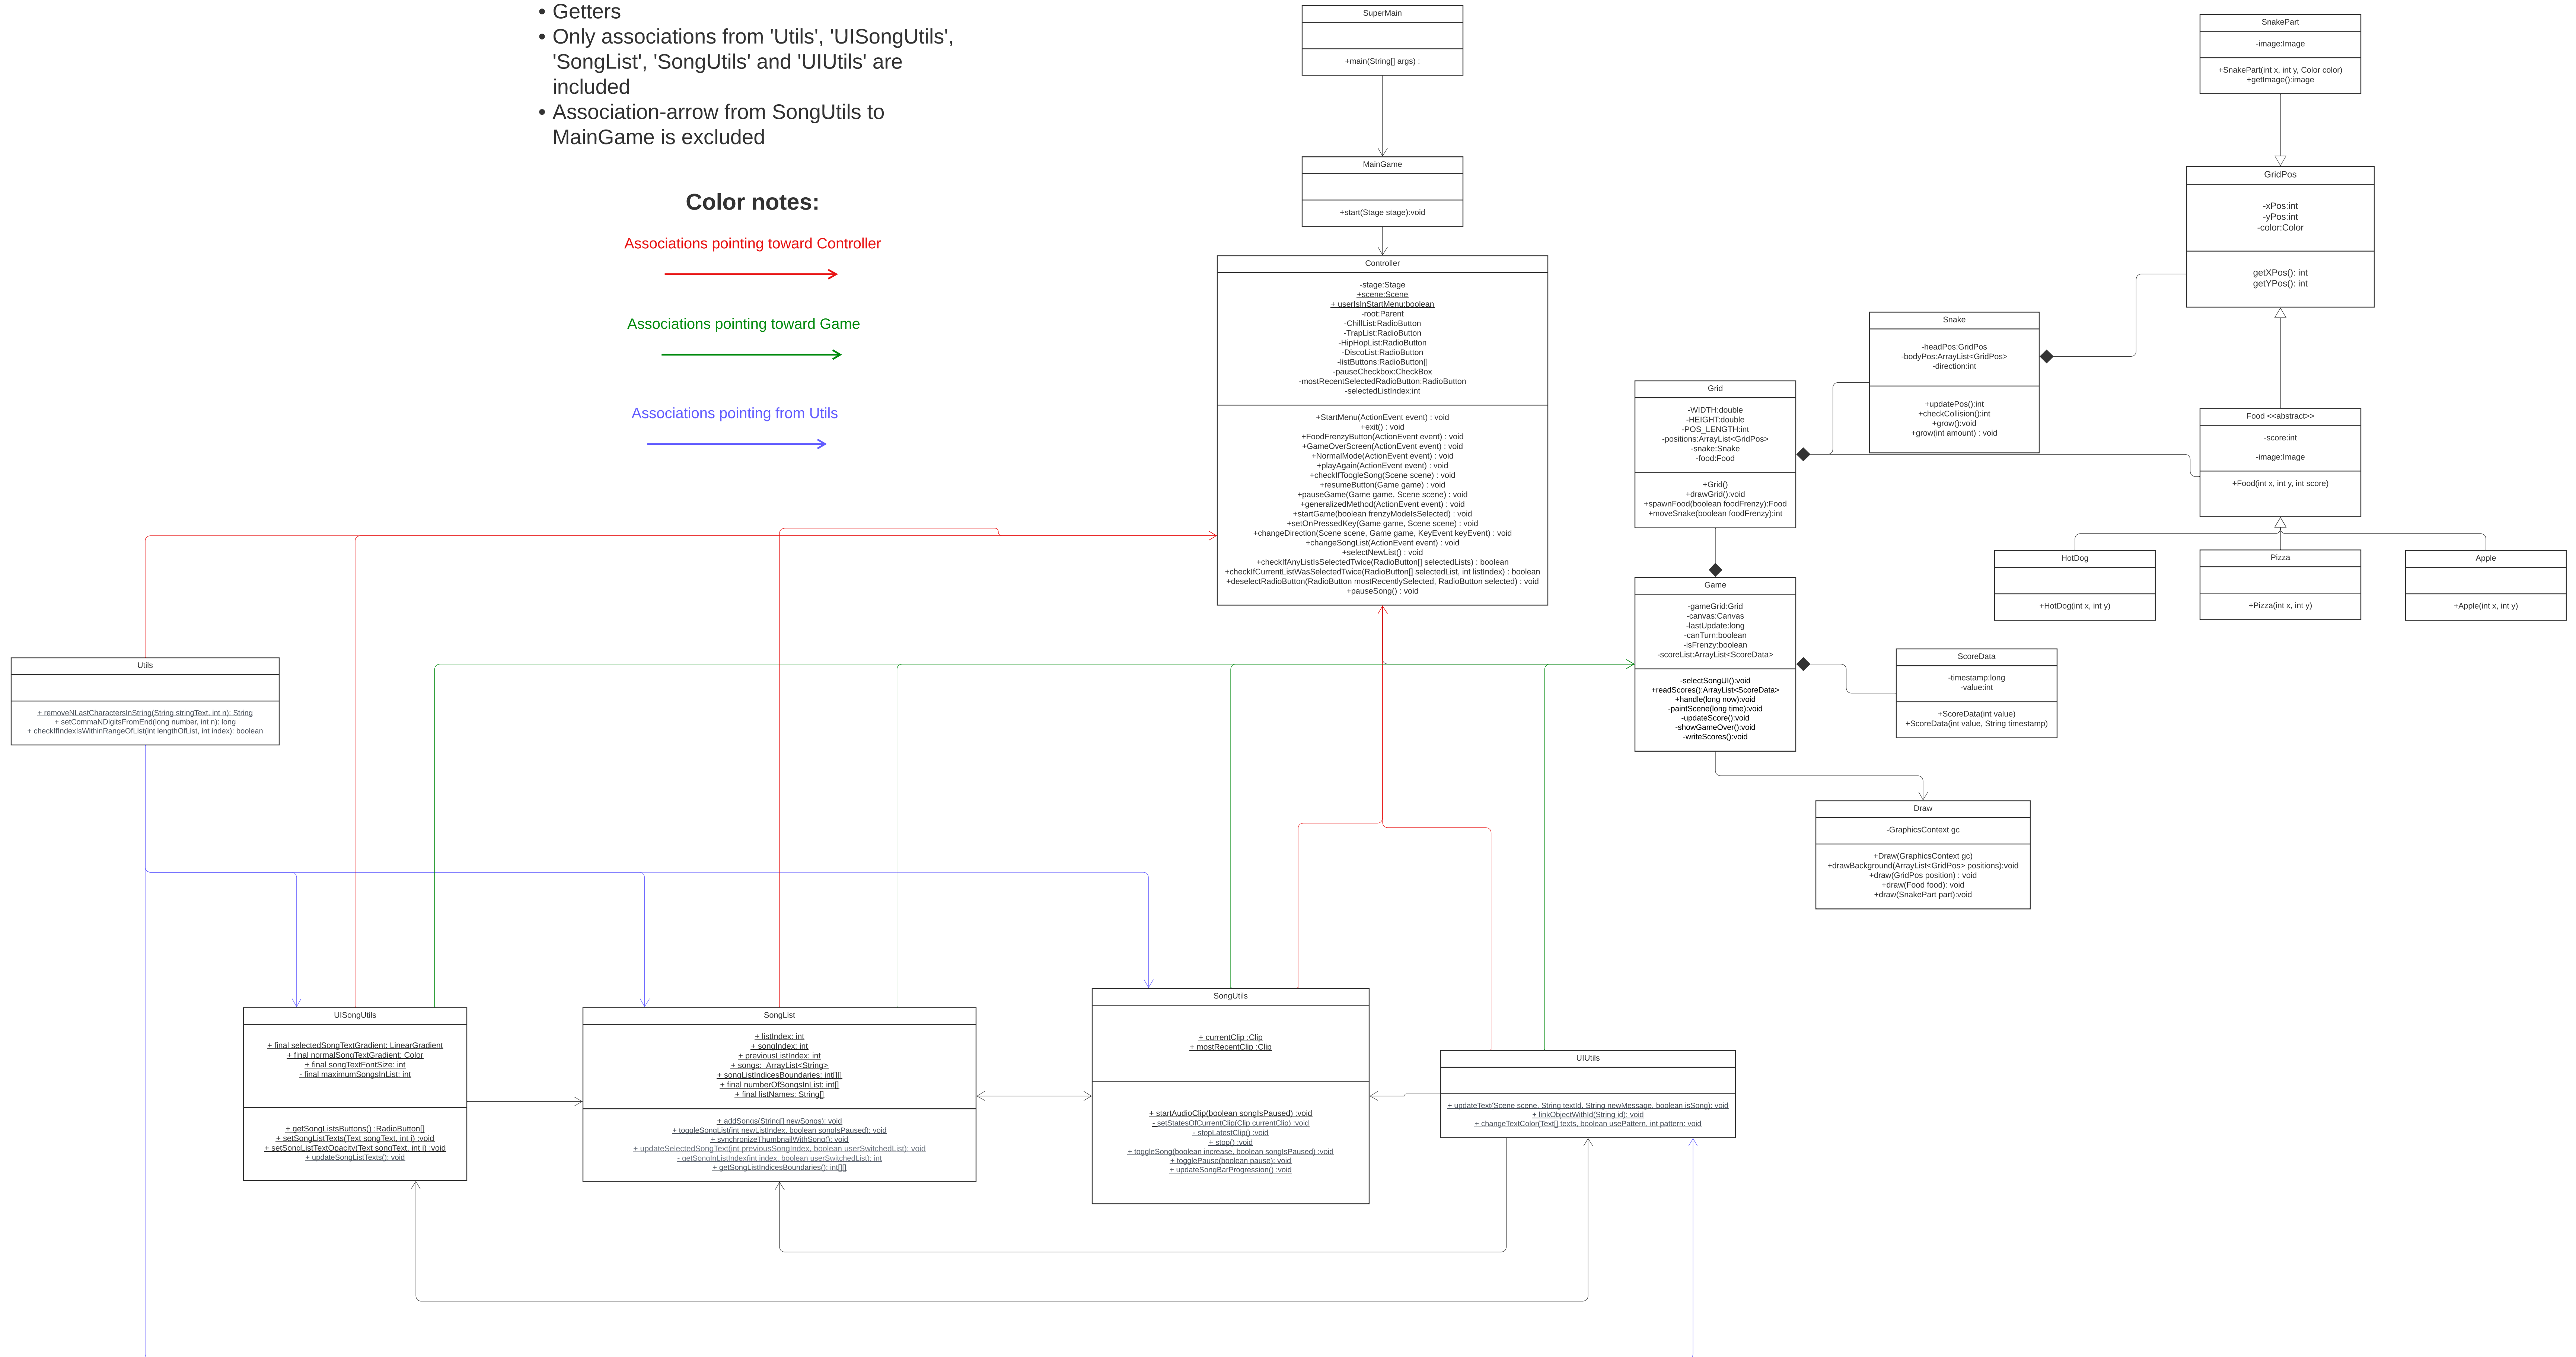 • Getters
• Only associations from 'Utils', 'UISongUtils',
'SongList', 'SongUtils' and 'UIUtils' are
included
• Association-arrow from SongUtils to
MainGame is excluded
Color notes:
Associations pointing toward Controller
Associations pointing toward Game
Associations pointing from Utils
SuperMain
+main(String[] args) :
MainGame
+start(Stage stage):void
Controller
-stage:Stage
+scene:Scene
+ userIsInStartMenu:boolean
-root:Parent
-ChillList:RadioButton
-TrapList:RadioButton
-HipHopList:RadioButton
-DiscoList:RadioButton
-listButtons:RadioButton[]
-pauseCheckbox:CheckBox
-mostRecentSelectedRadioButton:RadioButton
-selectedListIndex:int
+StartMenu(ActionEvent event) : void
+exit() : void
+FoodFrenzyButton(ActionEvent event) : void
+GameOverScreen(ActionEvent event) : void
+NormalMode(ActionEvent event) : void
+playAgain(ActionEvent event) : void
+checkIfToogleSong(Scene scene) : void
+resumeButton(Game game) : void
+pauseGame(Game game, Scene scene) : void
+generalizedMethod(ActionEvent event) : void
+startGame(boolean frenzyModeIsSelected) : void
+setOnPressedKey(Game game, Scene scene) : void
+changeDirection(Scene scene, Game game, KeyEvent keyEvent) : void
+changeSongList(ActionEvent event) : void
+selectNewList() : void
+checkIfAnyListIsSelectedTwice(RadioButton[] selectedLists) : boolean
+checkIfCurrentListWasSelectedTwice(RadioButton[] selectedList, int listIndex) : boolean
+deselectRadioButton(RadioButton mostRecentlySelected, RadioButton selected) : void
+pauseSong() : void
SnakePart
-image:Image
+SnakePart(int x, int y, Color color)
+getImage():image
GridPos
-xPos:int
-yPos:int
-color:Color
getXPos(): int
getYPos(): int
Snake
-headPos:GridPos
-bodyPos:ArrayList<GridPos>
-direction:int
+updatePos():int
+checkCollision():int
+grow():void
+grow(int amount) : void
Grid
-WIDTH:double
-HEIGHT:double
-POS_LENGTH:int
-positions:ArrayList<GridPos>
-snake:Snake
-food:Food
+Grid()
+drawGrid():void
+spawnFood(boolean foodFrenzy):Food
+moveSnake(boolean foodFrenzy):int
Food <<abstract>>
-score:int
-image:Image
+Food(int x, int y, int score)
HotDog
+HotDog(int x, int y)
Pizza
+Pizza(int x, int y)
Apple
+Apple(int x, int y)
Game
-gameGrid:Grid
-canvas:Canvas
-lastUpdate:long
-canTurn:boolean
-isFrenzy:boolean
-scoreList:ArrayList<ScoreData>
-selectSongUI():void
+readScores():ArrayList<ScoreData>
+handle(long now):void
-paintScene(long time):void
-updateScore():void
-showGameOver():void
-writeScores():void
ScoreData
-timestamp:long
-value:int
+ScoreData(int value)
+ScoreData(int value, String timestamp)
Draw
-GraphicsContext gc
+Draw(GraphicsContext gc)
+drawBackground(ArrayList<GridPos> positions):void
+draw(GridPos position) : void
+draw(Food food): void
+draw(SnakePart part):void
Utils
+ removeNLastCharactersInString(String stringText, int n): String
+ setCommaNDigitsFromEnd(long number, int n): long
+ checkIfIndexIsWithinRangeOfList(int lengthOfList, int index): boolean
UISongUtils
+ final selectedSongTextGradient: LinearGradient
+ final normalSongTextGradient: Color
+ final songTextFontSize: int
- final maximumSongsInList: int
+ getSongListsButtons() :RadioButton[]
+ setSongListTexts(Text songText, int i) :void
+ setSongListTextOpacity(Text songText, int i) :void
+ updateSongListTexts(): void
SongList
+ listIndex: int
+ songIndex: int
+ previousListIndex: int
+ songs: ArrayList<String>
+ songListIndicesBoundaries: int[][]
+ final numberOfSongsInList: int[]
+ final listNames: String[]
+ addSongs(String[] newSongs): void
+ toggleSongList(int newListIndex, boolean songIsPaused): void
+ synchronizeThumbnailWithSong(): void
+ updateSelectedSongText(int previousSongIndex, boolean userSwitchedList): void
- getSongInListIndex(int index, boolean userSwitchedList): int
+ getSongListIndicesBoundaries(): int[][]
SongUtils
+ currentClip :Clip
+ mostRecentClip :Clip
+ startAudioClip(boolean songIsPaused) :void
- setStatesOfCurrentClip(Clip currentClip) :void
- stopLatestClip() :void
+ stop() :void
+ toggleSong(boolean increase, boolean songIsPaused) :void
+ togglePause(boolean pause): void
+ updateSongBarProgression() :void
UIUtils
+ updateText(Scene scene, String textId, String newMessage, boolean isSong): void
+ linkObjectWithId(String id): void
+ changeTextColor(Text[] texts, boolean usePattern, int pattern: void